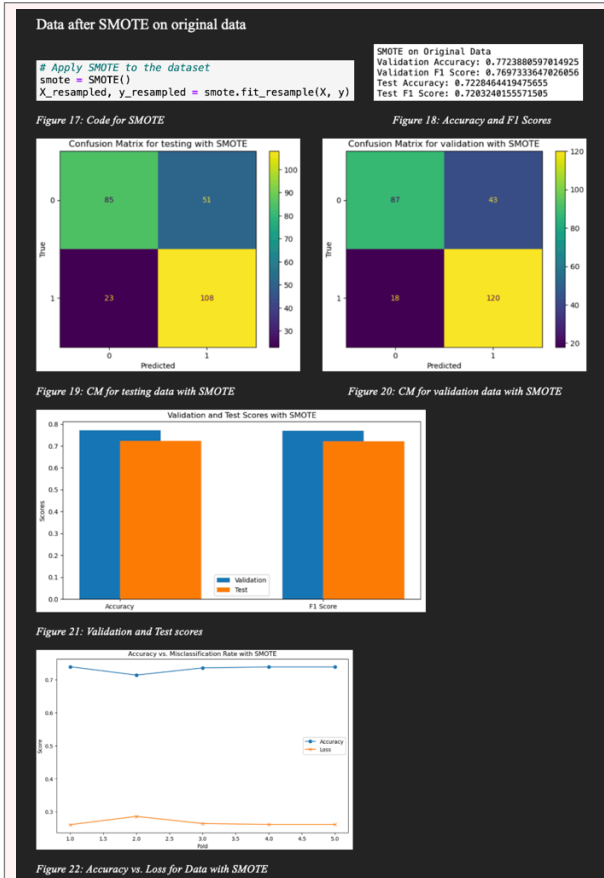 Data after SMOTE on original data
# Apply SMOTE to the dataset
smote = SMOTE()
X_resampled, y_resampled = smote.fit_resample(X, y)
SMOTE on Original Data
Validation Accuracy: 0.7723880597014925
Validation F1 Score: 0.7697333647026056
Test Accuracy: 0.7228464419475655
Test F1 Score: 0.7203240155571505
Figure 17: Code for SMOTE
Figure 18: Accuracy and F1 Scores
Confusion Matrix for testing with SMOTE
True
0
1
85
51
23
108
0
1
Predicted
100
90
80
70
60
50
40
30
Confusion Matrix for validation with SMOTE
True
0
1
87
43
18
120
0
1
Predicted
120
100
80
60
40
20
Figure 19: CM for testing data with SMOTE
Figure 20: CM for validation data with SMOTE
Validation and Test Scores with SMOTE
Scores
0.8
0.7
0.6
0.5
0.4
0.3
0.2
0.1
0.0
Validation
Test
Accuracy
F1 Score
Figure 21: Validation and Test scores
Accuracy vs. Misclassification Rate with SMOTE
Score
0.7
0.6
0.5
0.4
0.3
Accuracy
Loss
1.0
1.5
2.0
2.5
3.0
3.5
4.0
4.5
5.0
Fold
Figure 22: Accuracy vs. Loss for Data with SMOTE